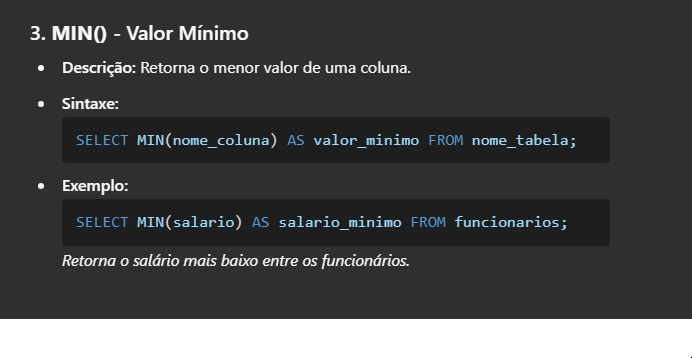 3. MIN() - Valor Mínimo
• Descrição: Retorna o menor valor de uma coluna.
• Sintaxe:
SELECT MIN(nome_coluna) AS valor_minimo FROM nome_tabela;
• Exemplo:
SELECT MIN(salario) AS salario_minimo FROM funcionarios;
Retorna o salário mais baixo entre os funcionários.